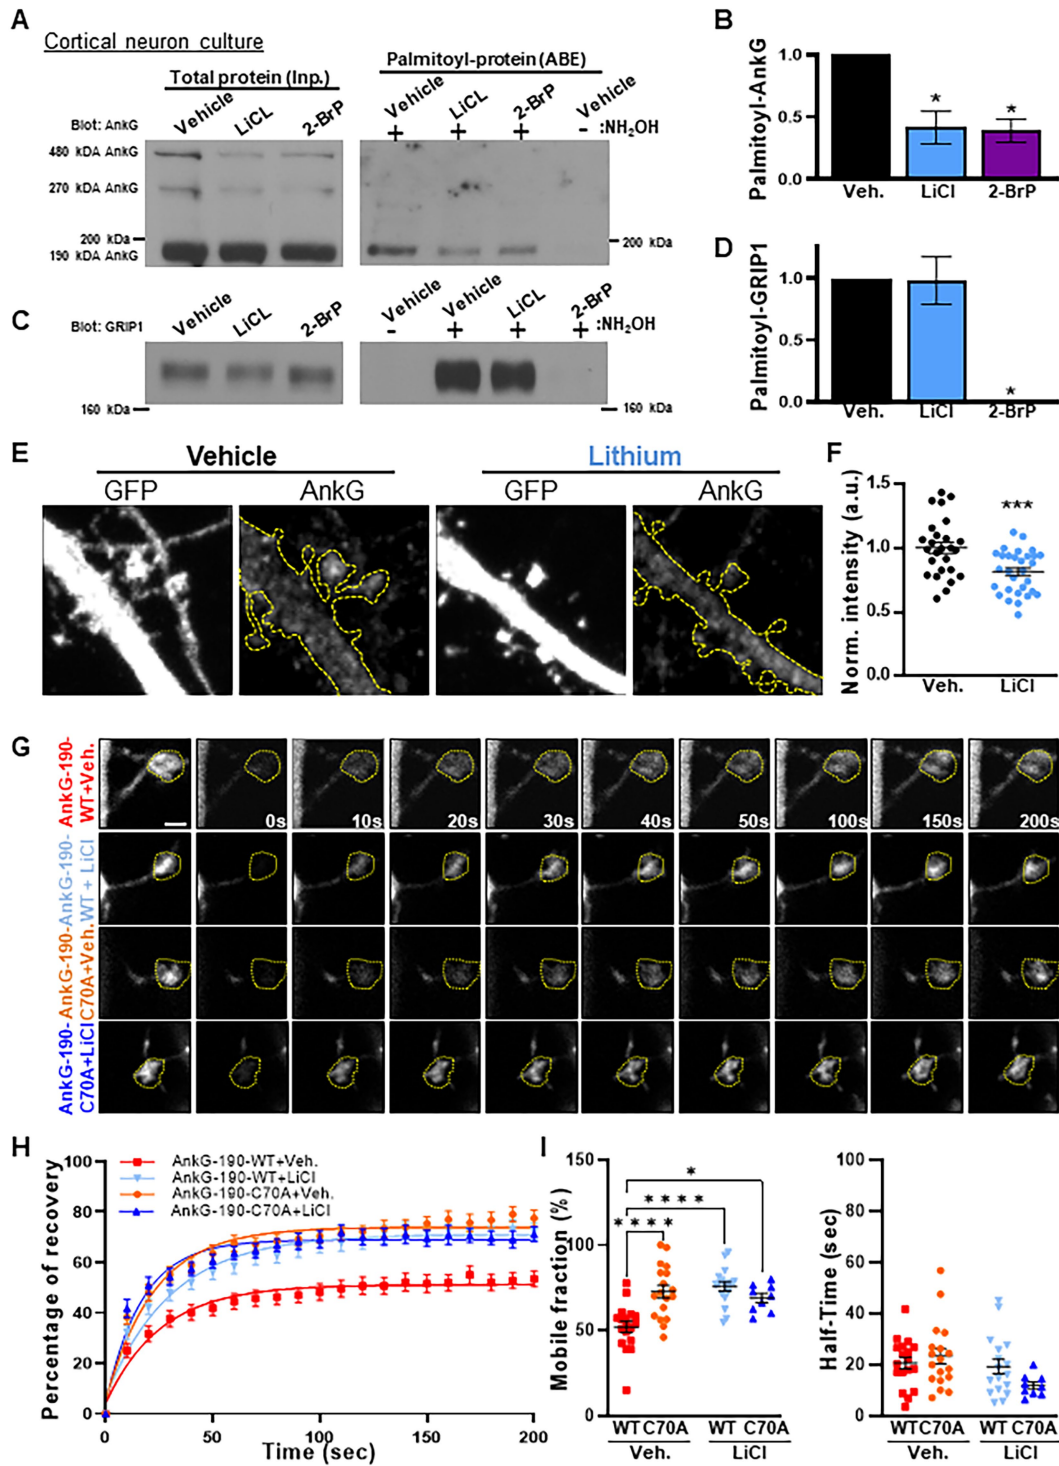 A
Cortical neuron culture
Total protein (Inp.)
Palmitoyl-protein (ABE)
Blot: AnkG
Vehicle
LiCL
2-BrP
Vehicle
LiCL
2-BrP
Vehicle
+ + + - :NH2OH
480 kDA AnkG
270 kDA AnkG
200 kDa
190 kDA AnkG
200 kDa
B
Palmitoyl-AnkG
1.0
0.5
0.0
*
*
Veh. LiCl 2-BrP
C
Blot: GRIP1
Vehicle
LiCL
2-BrP
Vehicle
Vehicle
LiCL
2-BrP
- + + + :NH2OH
160 kDa
160 kDa
D
Palmitoyl-GRIP1
1.0
0.5
0.0
*
Veh. LiCl 2-BrP
E
Vehicle
Lithium
GFP
AnkG
GFP
AnkG
F
Norm. intensity (a.u.)
1.5
1.0
0.5
0.0
***
Veh. LiCl
G
AnkG-190-
WT+Veh.
AnkG-190-
WT + LiCl
AnkG-190-
C70A+Veh.
AnkG-190-
C70A+LiCl
0s 10s 20s 30s 40s 50s 100s 150s 200s
H
Percentage of recovery
100
80
60
40
20
0
AnkG-190-WT+Veh.
AnkG-190-WT+LiCl
AnkG-190-C70A+Veh.
AnkG-190-C70A+LiCl
0 50 100 150 200
Time (sec)
I
Mobile fraction (%)
150
100
50
0
*
****
****
WT C70A WT C70A
Veh. LiCl
Half-Time (sec)
100
80
60
40
20
0
WT C70A WT C70A
Veh. LiCl